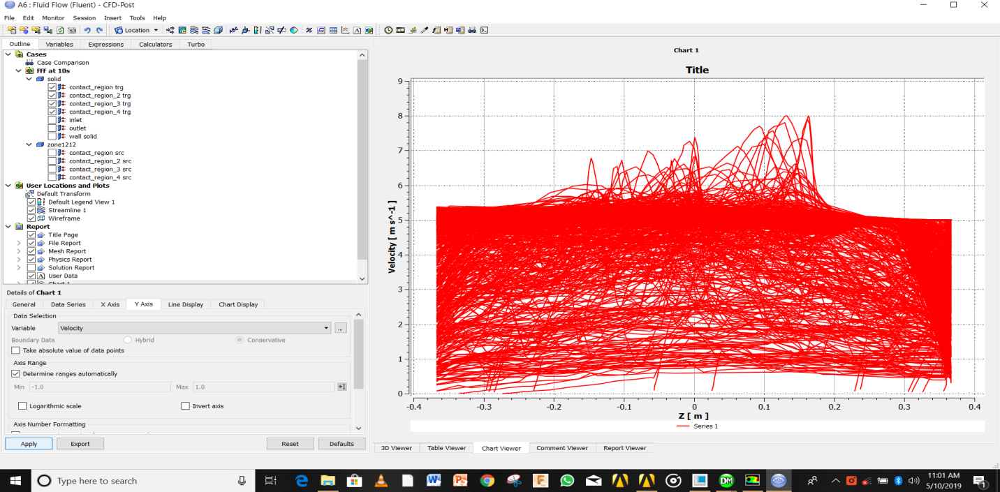 A6 : Fluid Flow (Fluent) - CFD-Post
File Edit Monitor Session Insert Tools Help
Location
Outline Variables Expressions Calculators Turbo
Cases
Case Comparison
FFF at 10s
solid
contact_region trg
contact_region_2 trg
contact_region_3 trg
contact_region_4 trg
inlet
outlet
wall solid
zone1212
contact_region src
contact_region_2 src
contact_region_3 src
contact_region_4 src
User Locations and Plots
Default Transform
Default Legend View 1
Streamline 1
Wireframe
Report
Title Page
File Report
Mesh Report
Physics Report
Solution Report
User Data
Chart 1
Details of Chart 1
General Data Series X Axis Y Axis Line Display Chart Display
Data Selection
Variable Velocity ...
Boundary Data Hybrid Conservative
Take absolute value of data points
Axis Range
Determine ranges automatically
Min -1.0 Max 1.0
Logarithmic scale Invert axis
Axis Number Formatting
Apply Export Reset Defaults
Chart 1
Title
9
8
7
6
5
4
3
2
1
0
Velocity [ m s^-1 ]
-0.4 -0.3 -0.2 -0.1 0 0.1 0.2 0.3 0.4
Z [ m ]
Series 1
3D Viewer Table Viewer Chart Viewer Comment Viewer Report Viewer
Type here to search
11:01 AM
5/10/2019
1